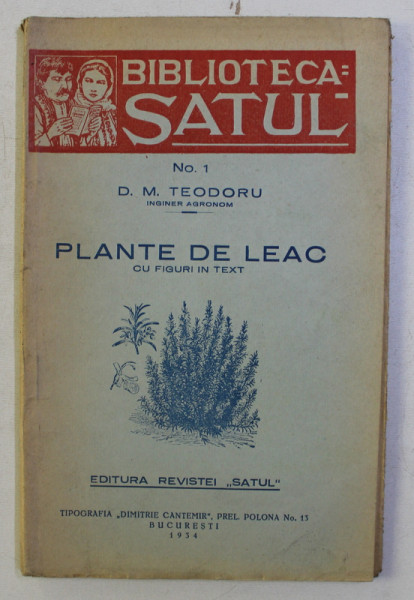 BIBLIOTECA
SATUL
No. 1
D. M. TEODORU
INGINER AGRONOM
PLANTE DE LEAC
CU FIGURI IN TEXT
EDITURA REVISTEI „SATUL“
TIPOGRAFIA „DIMITRIE CANTEMIR“, PREL. POLONA No. 13
BUCURESTI
1934